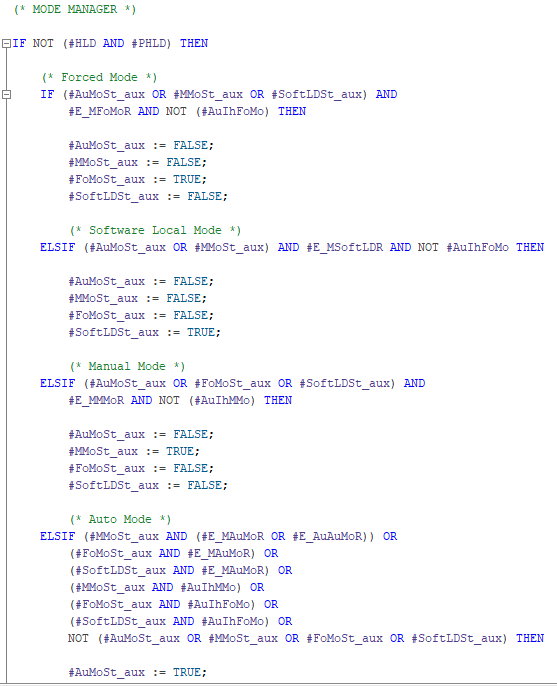 (* MODE MANAGER *)
IF NOT (#HLD AND #PHLD) THEN
(* Forced Mode *)
IF (#AuMoSt_aux OR #MMoSt_aux OR #SoftLDSt_aux) AND
#E_MFoMoR AND NOT (#AuIhFoMo) THEN
#AuMoSt_aux := FALSE;
#MMoSt_aux := FALSE;
#FoMoSt_aux := TRUE;
#SoftLDSt_aux := FALSE;
(* Software Local Mode *)
ELSIF (#AuMoSt_aux OR #MMoSt_aux) AND #E_MSoftLDR AND NOT #AuIhFoMo THEN
#AuMoSt_aux := FALSE;
#MMoSt_aux := FALSE;
#FoMoSt_aux := FALSE;
#SoftLDSt_aux := TRUE;
(* Manual Mode *)
ELSIF (#AuMoSt_aux OR #FoMoSt_aux OR #SoftLDSt_aux) AND
#E_MMMoR AND NOT (#AuIhMMo) THEN
#AuMoSt_aux := FALSE;
#MMoSt_aux := TRUE;
#FoMoSt_aux := FALSE;
#SoftLDSt_aux := FALSE;
(* Auto Mode *)
ELSIF (#MMoSt_aux AND (#E_MAuMoR OR #E_AuAuMoR)) OR
(#FoMoSt_aux AND #E_MAuMoR) OR
(#SoftLDSt_aux AND #E_MAuMoR) OR
(#MMoSt_aux AND #AuIhMMo) OR
(#FoMoSt_aux AND #AuIhFoMo) OR
(#SoftLDSt_aux AND #AuIhFoMo) OR
NOT (#AuMoSt_aux OR #MMoSt_aux OR #FoMoSt_aux OR #SoftLDSt_aux) THEN
#AuMoSt_aux := TRUE;